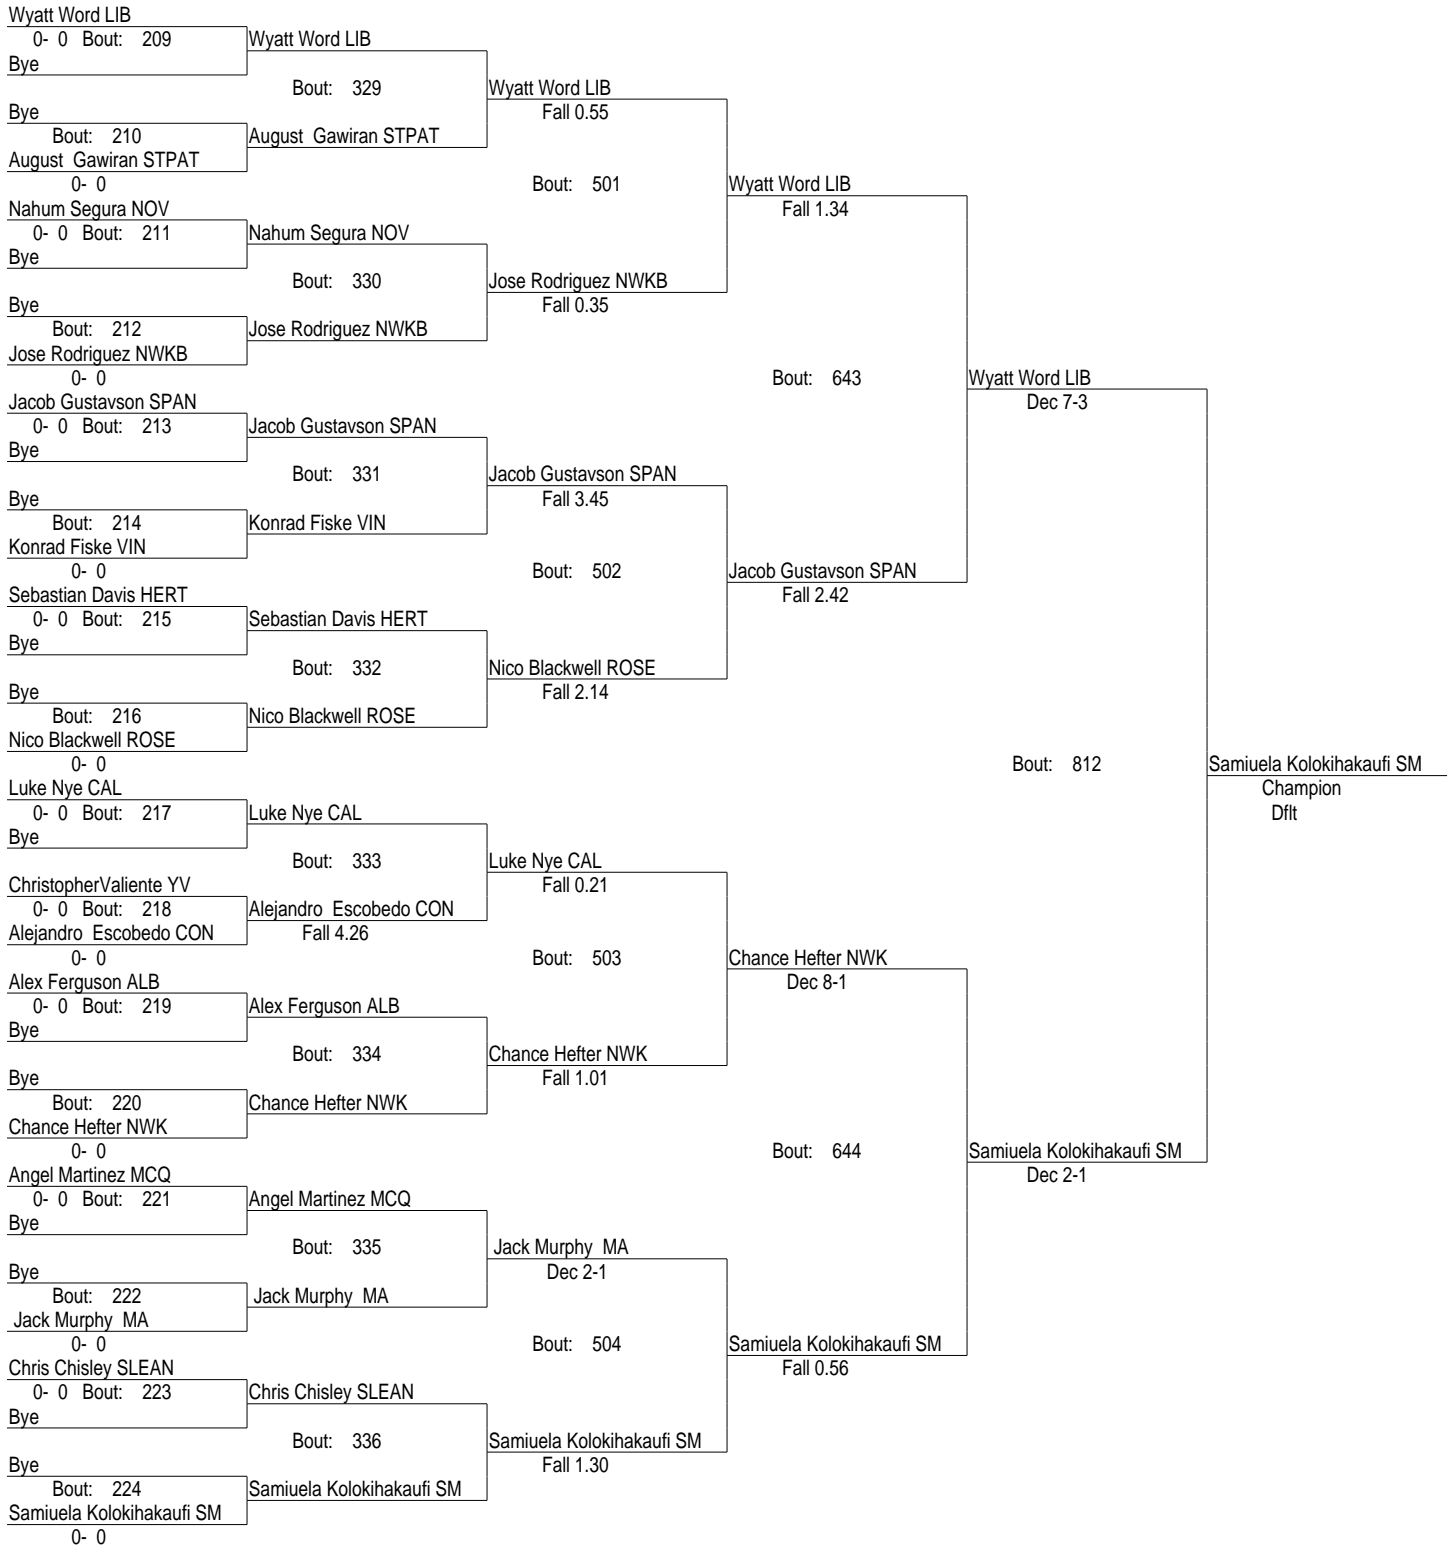 Wyatt Word LIB
0- 0 Bout: 209 Wyatt Word LIB
Bye
Bout: 329 Wyatt Word LIB
Bye Fall 0.55
Bout: 210 August Gawiran STPAT
August Gawiran STPAT
0- 0 Bout: 501 Wyatt Word LIB
Nahum Segura NOV Fall 1.34
0- 0 Bout: 211 Nahum Segura NOV
Bye
Bout: 330 Jose Rodriguez NWKB
Bye Fall 0.35
Bout: 212 Jose Rodriguez NWKB
Jose Rodriguez NWKB
0- 0 Bout: 643 Wyatt Word LIB
Jacob Gustavson SPAN Dec 7-3
0- 0 Bout: 213 Jacob Gustavson SPAN
Bye
Bout: 331 Jacob Gustavson SPAN
Bye Fall 3.45
Bout: 214 Konrad Fiske VIN
Konrad Fiske VIN
0- 0 Bout: 502 Jacob Gustavson SPAN
Sebastian Davis HERT Fall 2.42
0- 0 Bout: 215 Sebastian Davis HERT
Bye
Bout: 332 Nico Blackwell ROSE
Bye Fall 2.14
Bout: 216 Nico Blackwell ROSE
Nico Blackwell ROSE
0- 0 Bout: 812 Samiuela Kolokihakaufi SM
Luke Nye CAL Champion
0- 0 Bout: 217 Luke Nye CAL Dflt
Bye
Bout: 333 Luke Nye CAL
ChristopherValiente YV Fall 0.21
0- 0 Bout: 218 Alejandro Escobedo CON
Alejandro Escobedo CON Fall 4.26
0- 0 Bout: 503 Chance Hefter NWK
Alex Ferguson ALB Dec 8-1
0- 0 Bout: 219 Alex Ferguson ALB
Bye
Bout: 334 Chance Hefter NWK
Bye Fall 1.01
Bout: 220 Chance Hefter NWK
Chance Hefter NWK
0- 0 Bout: 644 Samiuela Kolokihakaufi SM
Angel Martinez MCQ Dec 2-1
0- 0 Bout: 221 Angel Martinez MCQ
Bye
Bout: 335 Jack Murphy MA
Bye Dec 2-1
Bout: 222 Jack Murphy MA
Jack Murphy MA
0- 0 Bout: 504 Samiuela Kolokihakaufi SM
Chris Chisley SLEAN Fall 0.56
0- 0 Bout: 223 Chris Chisley SLEAN
Bye
Bout: 336 Samiuela Kolokihakaufi SM
Bye Fall 1.30
Bout: 224 Samiuela Kolokihakaufi SM
Samiuela Kolokihakaufi SM
0- 0